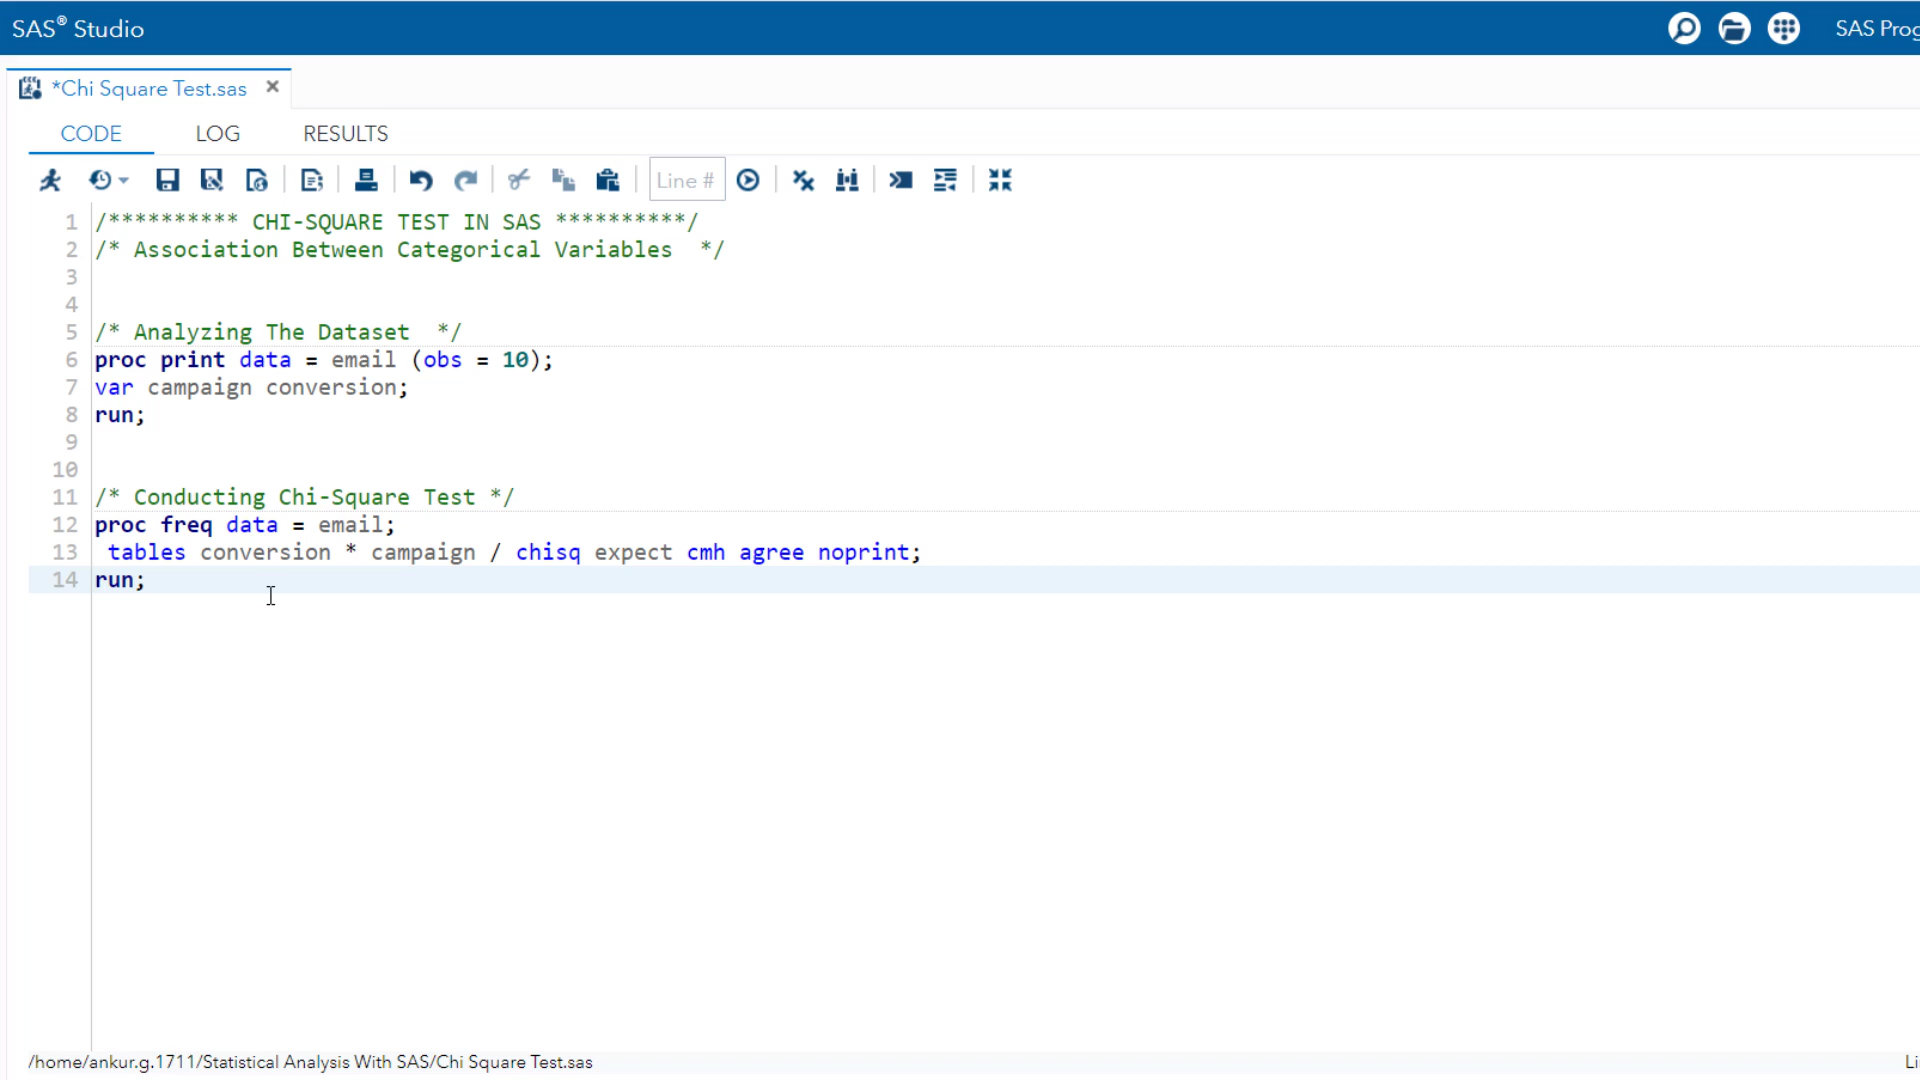 SAS® Studio
SAS Prog
*Chi Square Test.sas
CODE LOG RESULTS
Line #
1 /********** CHI-SQUARE TEST IN SAS **********/
2 /* Association Between Categorical Variables  */
3
4
5 /* Analyzing The Dataset  */
6 proc print data = email (obs = 10);
7 var campaign conversion;
8 run;
9
10
11 /* Conducting Chi-Square Test */
12 proc freq data = email;
13  tables conversion * campaign / chisq expect cmh agree noprint;
14 run;
/home/ankur.g.1711/Statistical Analysis With SAS/Chi Square Test.sas
Li